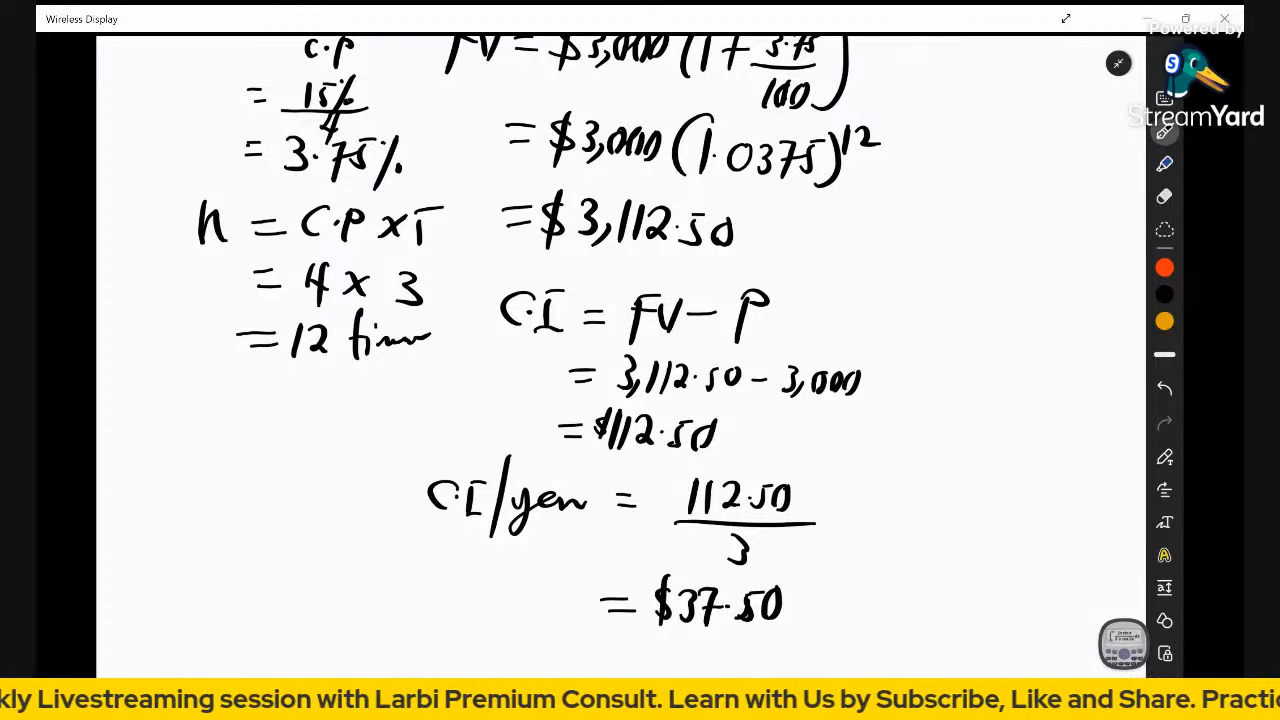 Wireless Display
Powered by
StreamYard
C.P
= 15%
4
= 3.75%
n = C.P x T
= 4 x 3
= 12 times
FV = $3,000 (1 + 3.75
100)
= $3,000 (1.0375)^12
= $3,112.50
C.I = FV - P
= 3,112.50 - 3,000
= $112.50
C.I/year = 112.50
3
= $37.50
kly Livestreaming session with Larbi Premium Consult. Learn with Us by Subscribe, Like and Share. Practic